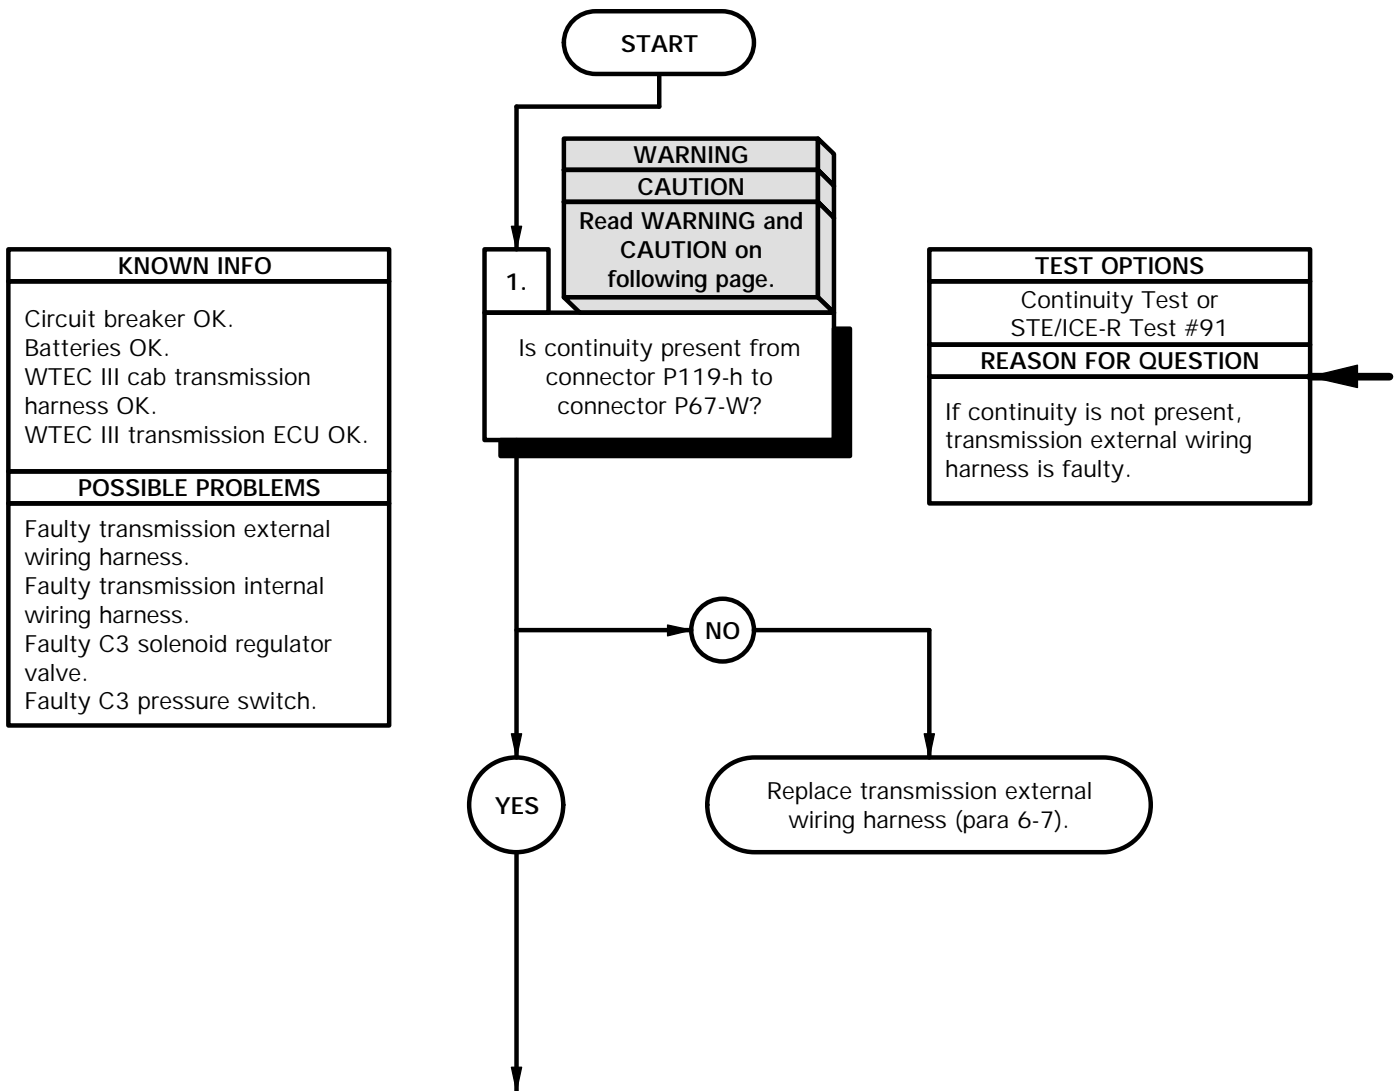 START
WARNING
CAUTION
Read WARNING and
CAUTION on
following page.
1.
Is continuity present from
connector P119-h to
connector P67-W?
KNOWN INFO
Circuit breaker OK.
Batteries OK.
WTEC III cab transmission
harness OK.
WTEC III transmission ECU OK.
POSSIBLE PROBLEMS
Faulty transmission external
wiring harness.
Faulty transmission internal
wiring harness.
Faulty C3 solenoid regulator
valve.
Faulty C3 pressure switch.
TEST OPTIONS
Continuity Test or
STE/ICE-R Test #91
REASON FOR QUESTION
If continuity is not present,
transmission external wiring
harness is faulty.
NO
YES
Replace transmission external
wiring harness (para 6-7).